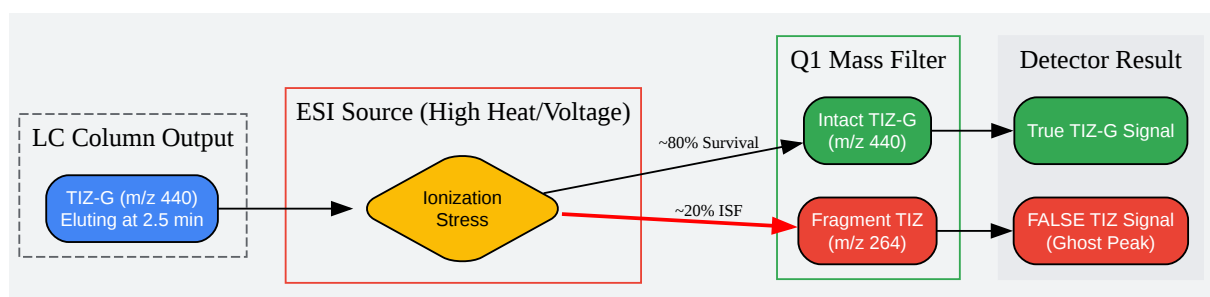 LC Column Output
TIZ-G (m/z 440)
Eluting at 2.5 min
ESI Source (High Heat/Voltage)
Ionization
Stress
~80% Survival
~20% ISF
Q1 Mass Filter
Intact TIZ-G
(m/z 440)
Fragment TIZ
(m/z 264)
Detector Result
True TIZ-G Signal
FALSE TIZ Signal
(Ghost Peak)